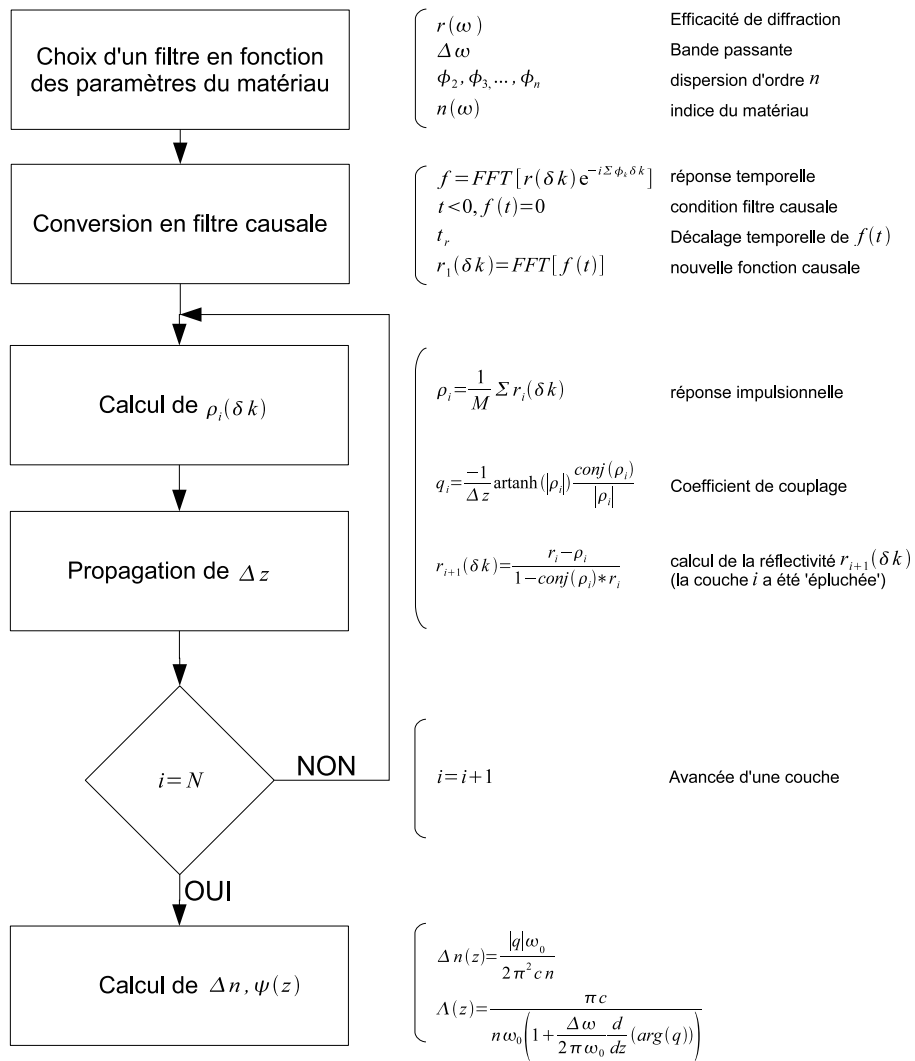 Choix d'un filtre en fonction
des paramètres du matériau
r(ω) Efficacité de diffraction
Δω Bande passante
ϕ₂, ϕ₃,..., ϕₙ dispersion d'ordre n
n(ω) indice du matériau
Conversion en filtre causale
f=FFT[r(δk)e^{-iΣϕₖδk}] réponse temporelle
t<0, f(t)=0 condition filtre causale
tᵣ Décalage temporelle de f(t)
r₁(δk)=FFT[f(t)] nouvelle fonction causale
Calcul de ρᵢ(δk)
ρᵢ=1/M Σ rᵢ(δk) réponse impulsionnelle
qᵢ=-1/Δz artanh(|ρᵢ|) conj(ρᵢ)/|ρᵢ| Coefficient de couplage
Propagation de Δz
rᵢ₊₁(δk)=(rᵢ-ρᵢ)/(1-conj(ρᵢ)*rᵢ) calcul de la réflectivité rᵢ₊₁(δk)
(la couche i a été 'épluchée')
i=N
NON
i=i+1 Avancée d'une couche
OUI
Calcul de Δn, ψ(z)
Δn(z)=|q|ω₀/(2π²cn)
Λ(z)=πc/(nω₀(1+Δω/(2πω₀) d/dz(arg(q))))